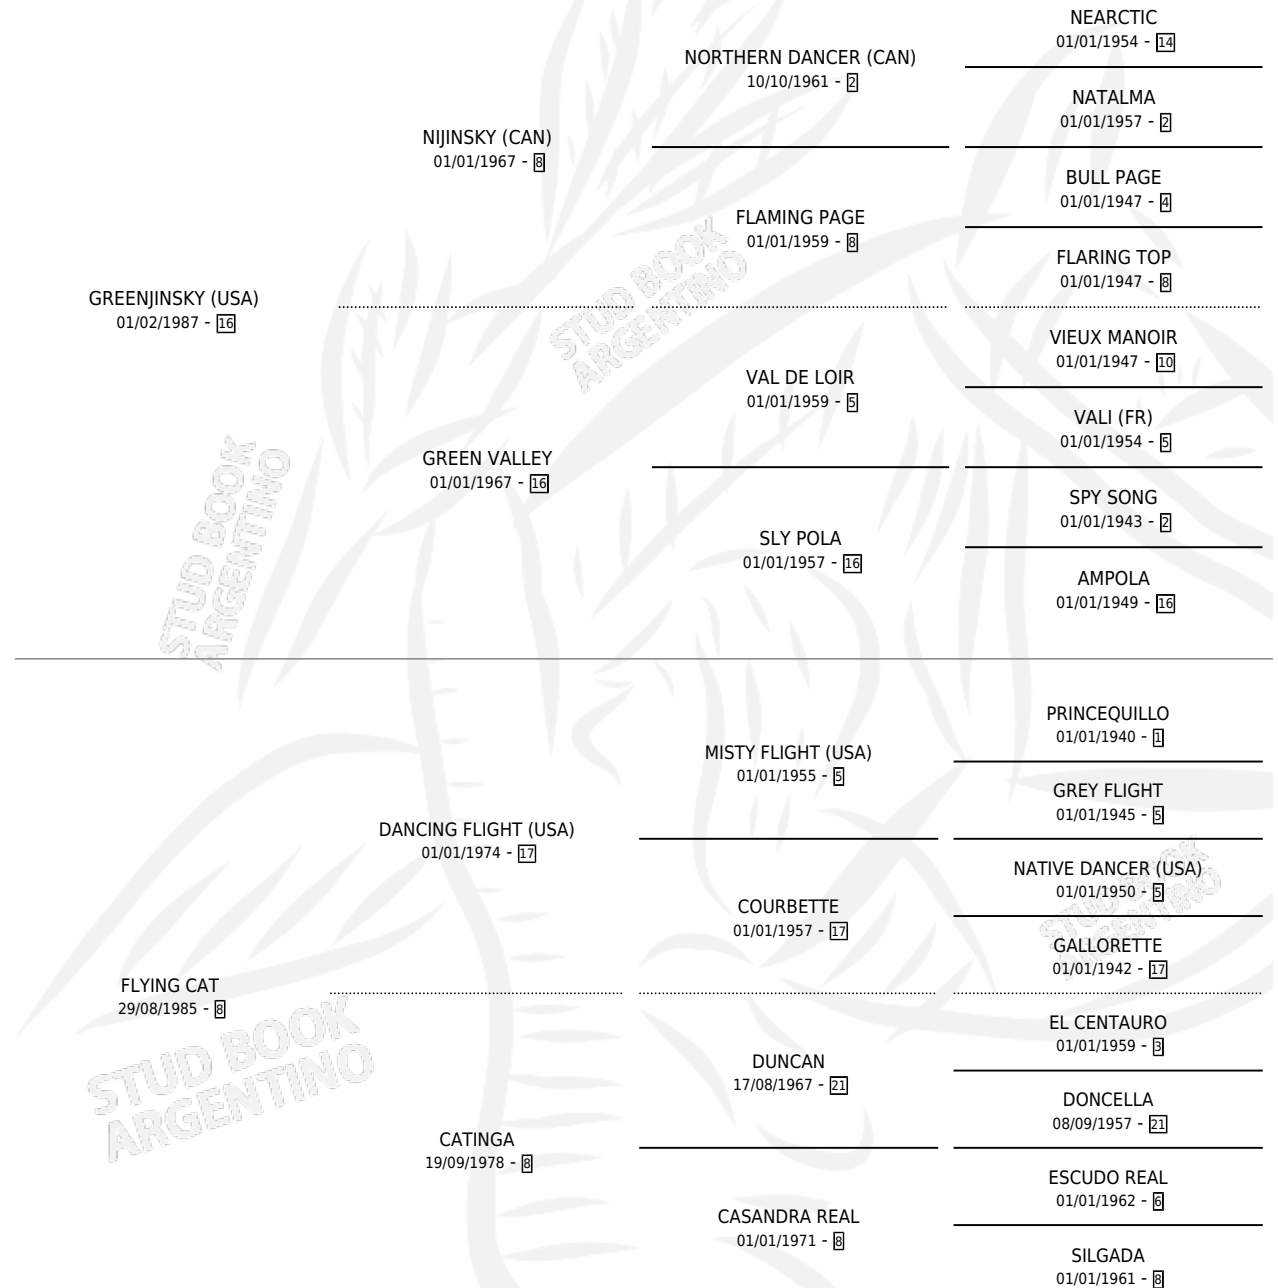 NEARCTIC
01/01/1954 - 14
NORTHERN DANCER (CAN)
10/10/1961 - 2
NATALMA
01/01/1957 - 2
NIJINSKY (CAN)
01/01/1967 - 8
BULL PAGE
01/01/1947 - 4
FLAMING PAGE
01/01/1959 - 8
FLARING TOP
01/01/1947 - 8
GREENJINSKY (USA)
01/02/1987 - 16
VIEUX MANOIR
01/01/1947 - 10
VAL DE LOIR
01/01/1959 - 5
VALI (FR)
01/01/1954 - 5
GREEN VALLEY
01/01/1967 - 16
SPY SONG
01/01/1943 - 2
SLY POLA
01/01/1957 - 16
AMPOLA
01/01/1949 - 16
STUD BOOK
ARGENTINO
STUD BOOK
ARGENTINO
PRINCEQUILLO
01/01/1940 - 1
MISTY FLIGHT (USA)
01/01/1955 - 5
GREY FLIGHT
01/01/1945 - 5
DANCING FLIGHT (USA)
01/01/1974 - 17
NATIVE DANCER (USA)
01/01/1950 - 5
COURBETTE
01/01/1957 - 17
GALLORETTE
01/01/1942 - 17
FLYING CAT
29/08/1985 - 8
EL CENTAURO
01/01/1959 - 3
DUNCAN
17/08/1967 - 21
DONCELLA
08/09/1957 - 21
CATINGA
19/09/1978 - 8
ESCUDO REAL
01/01/1962 - 6
CASANDRA REAL
01/01/1971 - 8
SILGADA
01/01/1961 - 8
STUD BOOK
ARGENTINO
STUD BOOK
ARGENTINO